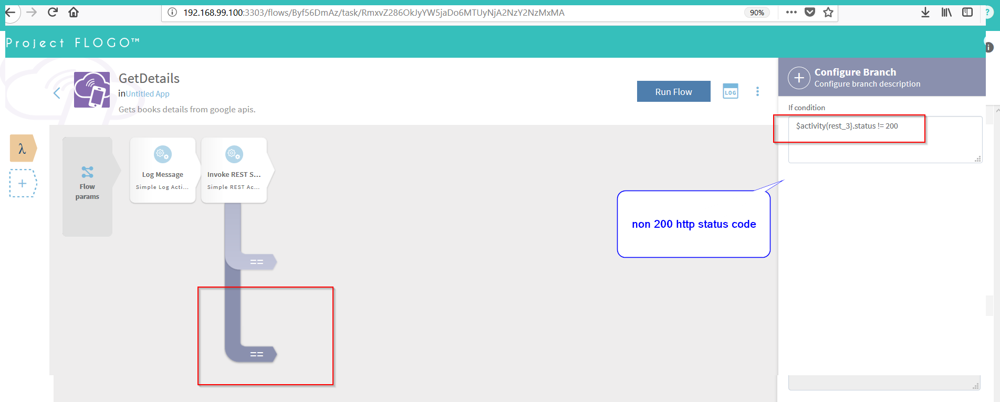 192.168.99.100:3303/flows/Byf56DmAz/task/RmxvZ286OkJyYW5jaDo6MTUyNjA2NzY2NzMxMA
90%
?
Project FLOGO™
i
GetDetails
inUntitled App
Gets books details from google apis.
Run Flow
LOG
Configure Branch
Configure branch description
If condition
$activity(rest_3}.status != 200
λ
Flow
params
Log Message
Simple Log Acti...
Invoke REST S...
Simple REST Ac...
non 200 http status code
==
==